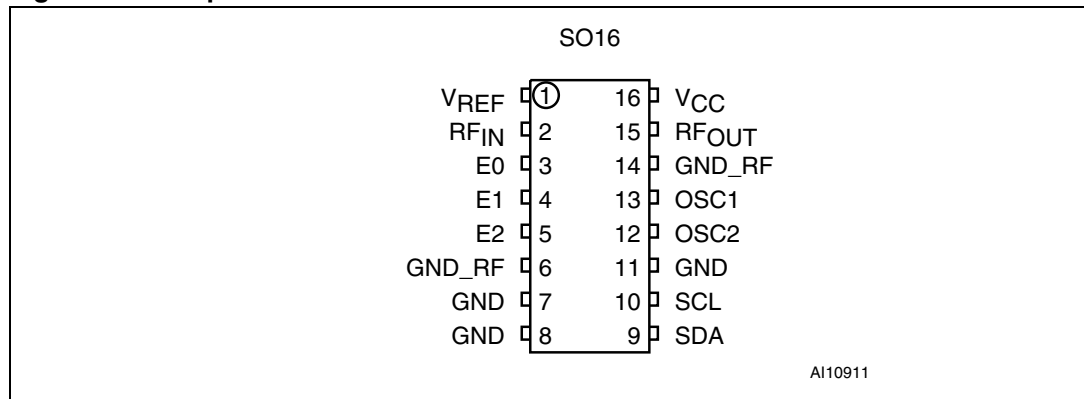 SO16
VREF 1 16 VCC
RFIN 2 15 RFOUT
E0 3 14 GND_RF
E1 4 13 OSC1
E2 5 12 OSC2
GND_RF 6 11 GND
GND 7 10 SCL
GND 8 9 SDA
AI10911